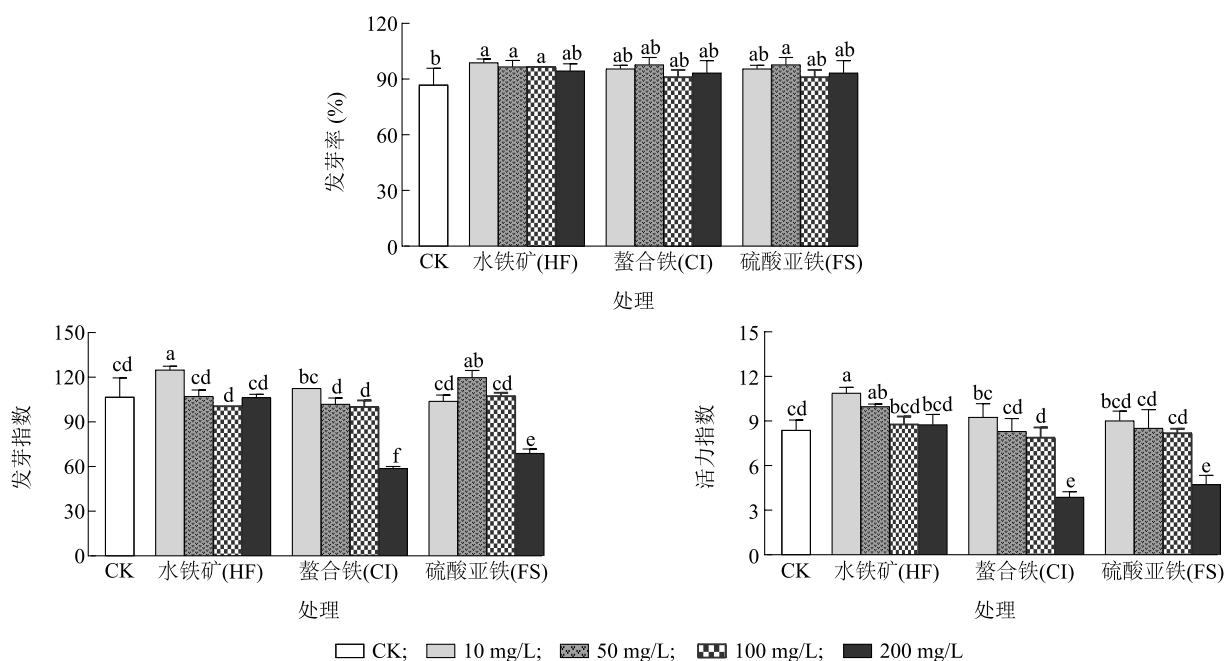 120
90
60
30
0
发芽率 (%)
b
a
a
a
ab
ab
ab
ab
ab
ab
a
ab
ab
CK
水铁矿(HF)
螯合铁(CI)
硫酸亚铁(FS)
处理
150
120
90
60
30
0
发芽指数
cd
a
cd
d
cd
bc
d
d
f
cd
ab
cd
e
CK
水铁矿(HF)
螯合铁(CI)
硫酸亚铁(FS)
处理
15
12
9
6
3
0
活力指数
cd
a
ab
bcd
bcd
bc
cd
d
e
bcd
cd
cd
e
CK
水铁矿(HF)
螯合铁(CI)
硫酸亚铁(FS)
处理
CK; 10 mg/L; 50 mg/L; 100 mg/L; 200 mg/L